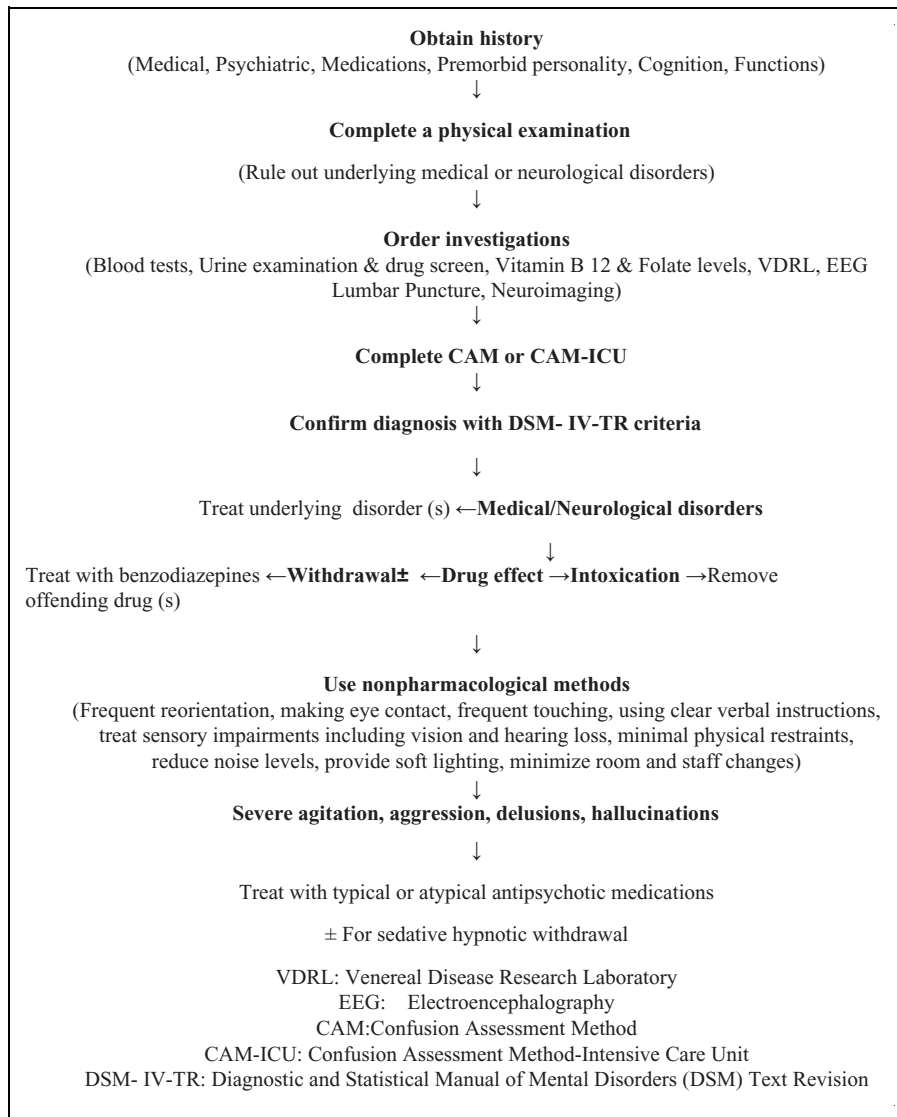 Obtain history
(Medical, Psychiatric, Medications, Premorbid personality, Cognition, Functions)
↓
Complete a physical examination
(Rule out underlying medical or neurological disorders)
↓
Order investigations
(Blood tests, Urine examination & drug screen, Vitamin B 12 & Folate levels, VDRL, EEG
Lumbar Puncture, Neuroimaging)
↓
Complete CAM or CAM-ICU
↓
Confirm diagnosis with DSM- IV-TR criteria
↓
Treat underlying disorder (s) ←Medical/Neurological disorders
↓
Treat with benzodiazepines ←Withdrawal± ←Drug effect →Intoxication →Remove
offending drug (s)
↓
Use nonpharmacological methods
(Frequent reorientation, making eye contact, frequent touching, using clear verbal instructions,
treat sensory impairments including vision and hearing loss, minimal physical restraints,
reduce noise levels, provide soft lighting, minimize room and staff changes)
↓
Severe agitation, aggression, delusions, hallucinations
↓
Treat with typical or atypical antipsychotic medications
± For sedative hypnotic withdrawal
VDRL: Venereal Disease Research Laboratory
EEG: Electroencephalography
CAM:Confusion Assessment Method
CAM-ICU: Confusion Assessment Method-Intensive Care Unit
DSM- IV-TR: Diagnostic and Statistical Manual of Mental Disorders (DSM) Text Revision